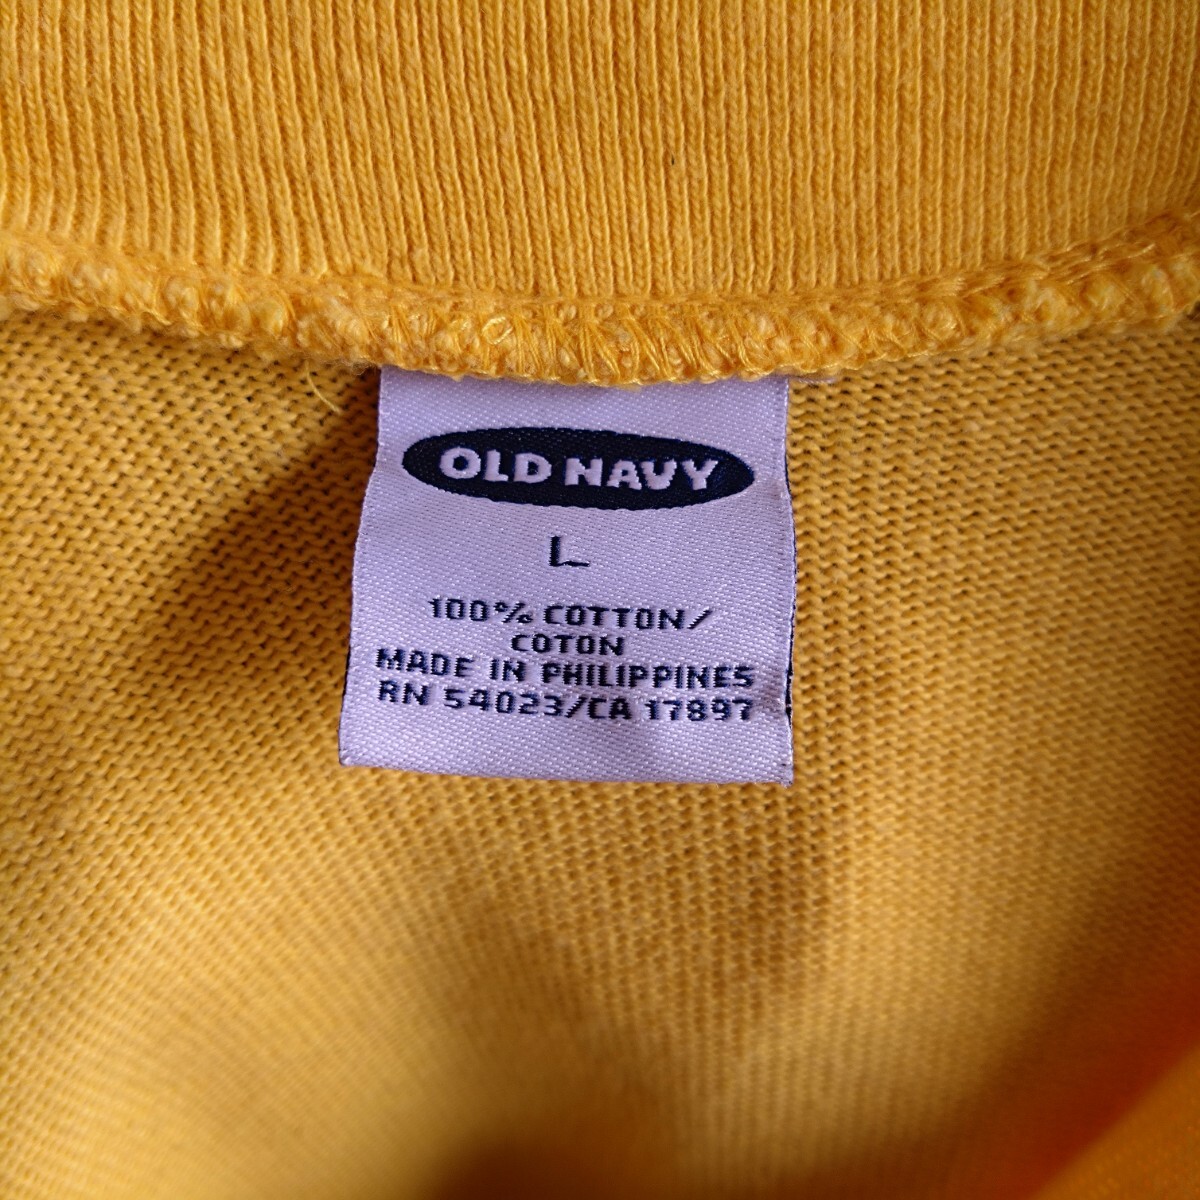 OLD NAVY
L
100% COTTON/
COTON
MADE IN PHILIPPINES
RN 54023/CA 17897